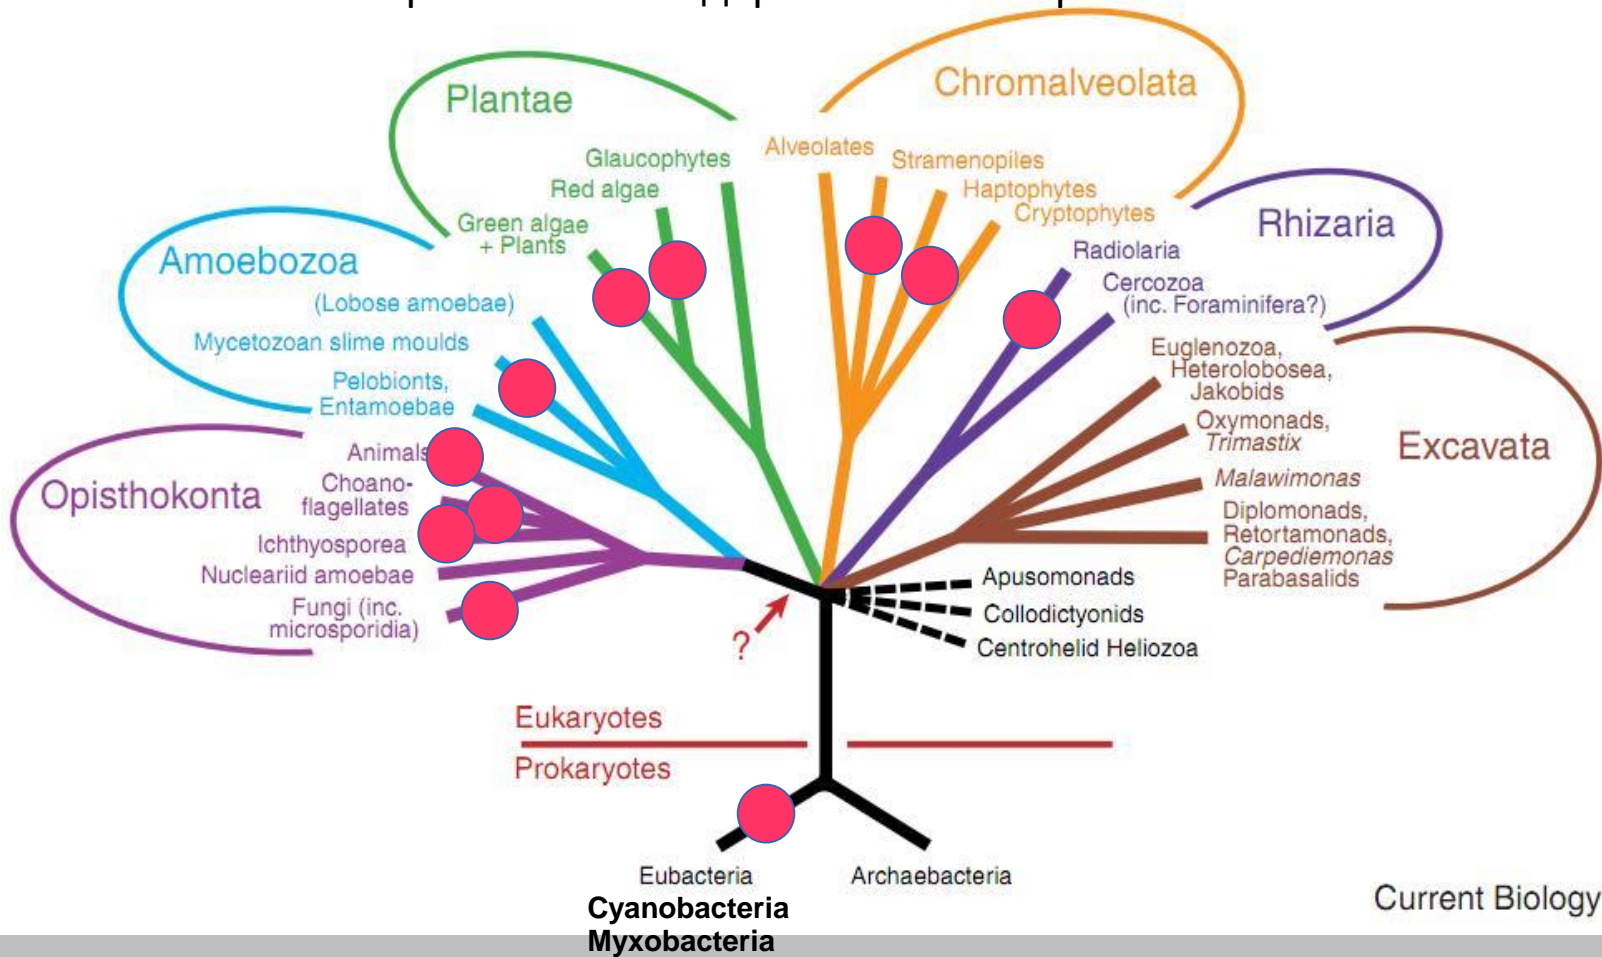 Plantae
Chromalveolata
Glaucophytes
Red algae
Green algae
+ Plants
Alveolates
Stramenopiles
Haptophytes
Cryptophytes
Rhizaria
Radiolaria
Cercozoa
(inc. Foraminifera?)
Amoebozoa
(Lobose amoebae)
Mycetozoan slime moulds
Pelobionts,
Entamoebae
Opisthokonta
Animals
Choano-
flagellates
Ichthyosporea
Nucleariid amoebae
Fungi (inc.
microsporidia)
Euglenozoa,
Heterolobosea,
Jakobids
Oxymonads,
Trimastix
Malawimonas
Diplomonads,
Retortamonads,
Carpediemonas
Parabasalids
Excavata
Apusomonads
Collodictyonids
Centrohelid Heliozoa
?
Eukaryotes
Prokaryotes
Eubacteria
Archaebacteria
Cyanobacteria
Myxobacteria
Current Biology